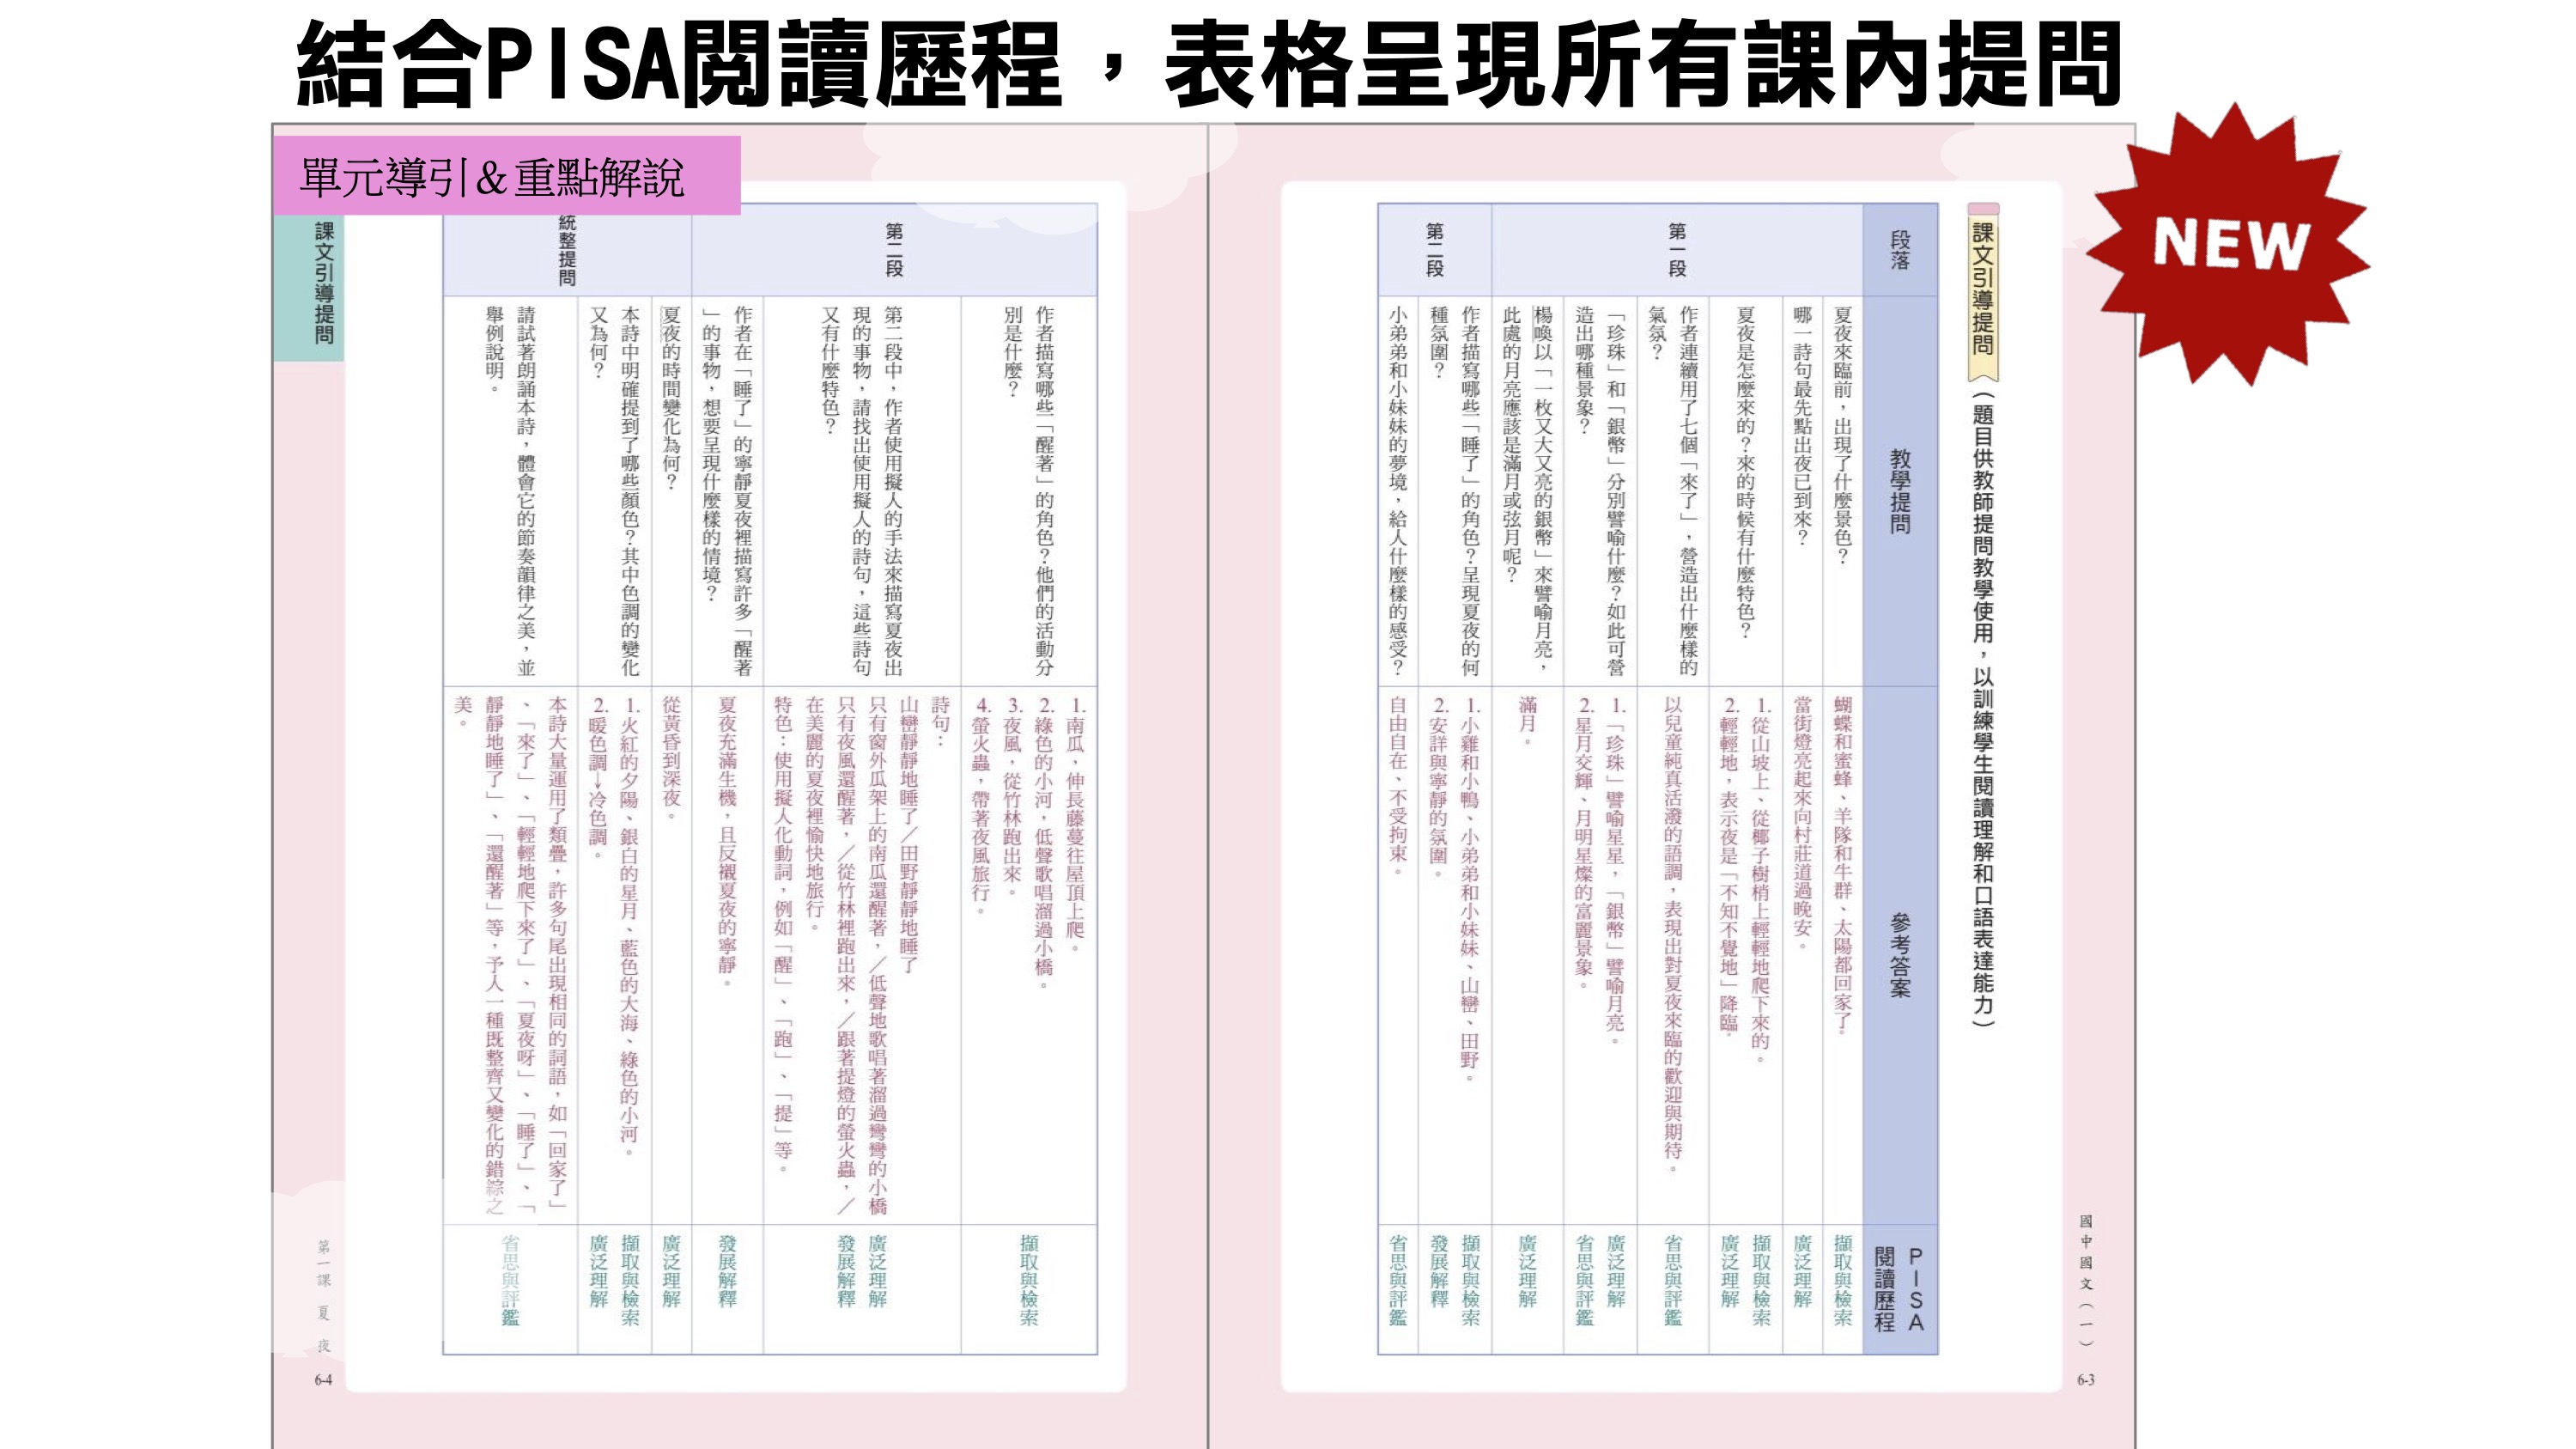 結合PISA閱讀歷程，表格呈現所有課內提問
NEW
單元導引＆重點解說
課文引導提問（題目供教師提問教學使用，以訓練學生閱讀理解和口語表達能力）
段落
教學提問
參考答案
PISA
閱讀歷程
第一段
夏夜來臨前，出現了什麼景色？
蝴蝶和蜜蜂、羊隊和牛群、太陽都回家了。
擷取與檢索
哪一詩句最先點出夜已到來？
當街燈亮起來向村莊道過晚安。
廣泛理解
夏夜是怎麼來的？來的時候有什麼特色？
1.從山坡上、從椰子樹梢上輕輕地爬下來的。
2.輕輕地，表示夜是「不知不覺地」降臨。
擷取與檢索
廣泛理解
作者連續用了七個「來了」，營造出什麼樣的
氣氛？
以兒童純真活潑的語調，表現出對夏夜來臨的歡迎與期待。
省思與評鑑
「珍珠」和「銀幣」分別譬喻什麼？如此可營
造出哪種景象？
1.「珍珠」譬喻星星，「銀幣」譬喻月亮。
2.星月交輝、月明星燦的富麗景象。
廣泛理解
省思與評鑑
楊喚以「一枚又大又亮的銀幣」來譬喻月亮，
此處的月亮應該是滿月或弦月呢？
滿月。
廣泛理解
第二段
作者描寫哪些「睡了」的角色？呈現夏夜的何
種氛圍？
1.小雞和小鴨、小弟弟和小妹妹、山巒、田野。
2.安詳與寧靜的氛圍。
擷取與檢索
發展解釋
小弟弟和小妹妹的夢境，給人什麼樣的感受？
自由自在、不受拘束。
省思與評鑑
國中國文（一）
6-3
第二段
作者描寫哪些「醒著」的角色？他們的活動分
別是什麼？
1.南瓜，伸長藤蔓往屋頂上爬。
2.綠色的小河，低聲歌唱溜過小橋。
3.夜風，從竹林跑出來。
4.螢火蟲，帶著夜風旅行。
擷取與檢索
第二段中，作者使用擬人的手法來描寫夏夜出
現的事物，請找出使用擬人的詩句，這些詩句
又有什麼特色？
詩句：
山巒靜靜地睡了／田野靜靜地睡了
只有窗外瓜架上的南瓜還醒著，／低聲地歌唱著溜過彎彎的小橋
只有夜風還醒著，／從竹林裡跑出來，／跟著提燈的螢火蟲，／
在美麗的夏夜裡愉快地旅行。
特色：使用擬人化動詞，例如「醒」、「跑」、「提」等。
廣泛理解
發展解釋
作者在「睡了」的寧靜夏夜裡描寫許多「醒著
」的事物，想要呈現什麼樣的情境？
夏夜充滿生機，且反襯夏夜的寧靜。
發展解釋
統整提問
夏夜的時間變化為何？
從黃昏到深夜。
廣泛理解
本詩中明確提到了哪些顏色？其中色調的變化
又為何？
1.火紅的夕陽、銀白的星月、藍色的大海、綠色的小河。
2.暖色調→冷色調。
擷取與檢索
廣泛理解
請試著朗誦本詩，體會它的節奏韻律之美，並
舉例說明。
本詩大量運用了類疊，許多句尾出現相同的詞語，如「回家了」
、「來了」、「輕輕地爬下來了」、「夏夜呀」、「睡了」、「
靜靜地睡了」、「還醒著」等，予人一種既整齊又變化的錯綜之
美。
省思與評鑑
課文引導提問
第一課 夏夜
6-4